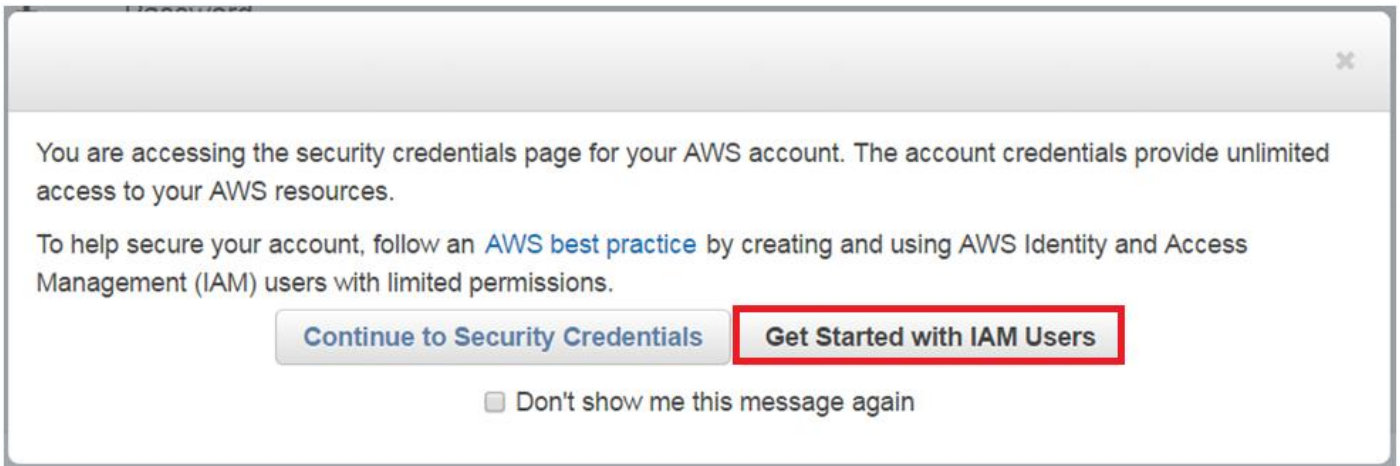 Password
You are accessing the security credentials page for your AWS account. The account credentials provide unlimited
access to your AWS resources.
To help secure your account, follow an AWS best practice by creating and using AWS Identity and Access
Management (IAM) users with limited permissions.
Continue to Security Credentials Get Started with IAM Users
Don't show me this message again